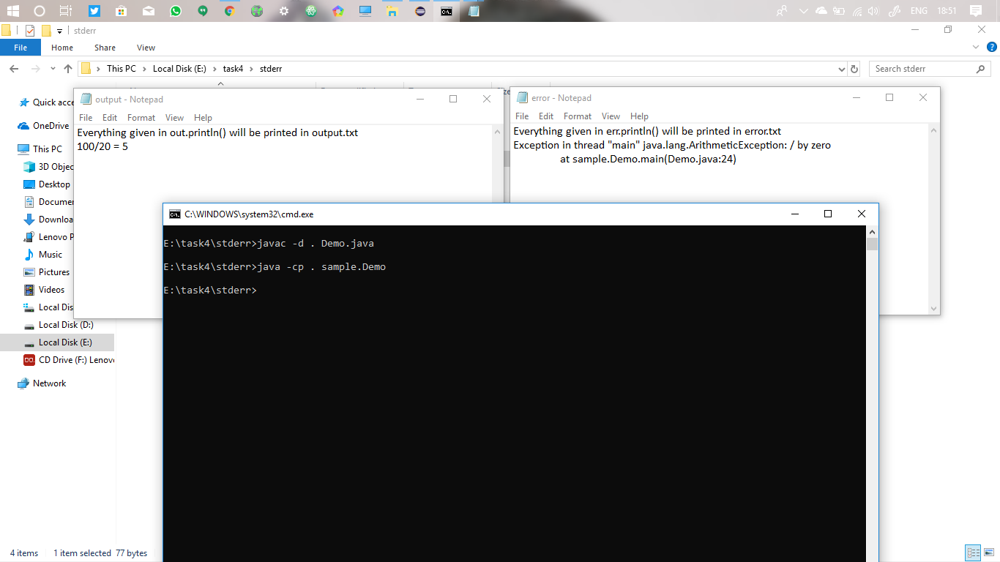 ENG 18:51
stderr
File Home Share View
This PC Local Disk (E:) task4 stderr
Search stderr
Quick acce
OneDrive
This PC
3D Objec
Desktop
Documen
Downloa
Lenovo P
Music
Pictures
Videos
Local Dis
Local Disk (D:)
Local Disk (E:)
CD Drive (F:) Lenovo
Network
output - Notepad
File Edit Format View Help
Everything given in out.println() will be printed in output.txt
100/20 = 5
error - Notepad
File Edit Format View Help
Everything given in err.println() will be printed in error.txt
Exception in thread "main" java.lang.ArithmeticException: / by zero
at sample.Demo.main(Demo.java:24)
C:\WINDOWS\system32\cmd.exe
E:\task4\stderr>javac -d . Demo.java
E:\task4\stderr>java -cp . sample.Demo
E:\task4\stderr>
4 items 1 item selected 77 bytes